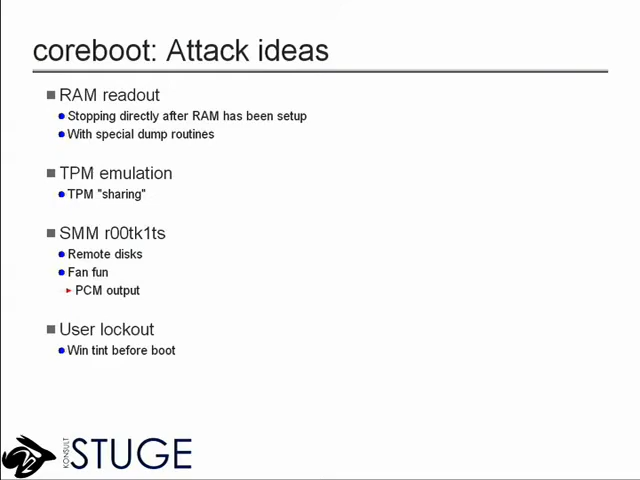 coreboot: Attack ideas
RAM readout
Stopping directly after RAM has been setup
With special dump routines
TPM emulation
TPM "sharing"
SMM r00tk1ts
Remote disks
Fan fun
PCM output
User lockout
Win tint before boot
KONSULT STUGE